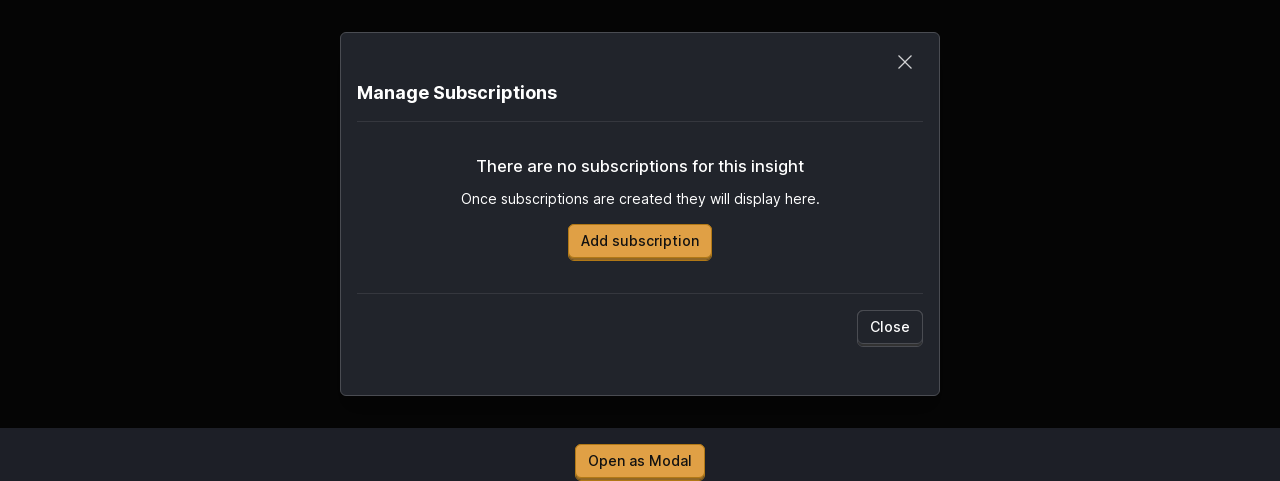 Manage Subscriptions
There are no subscriptions for this insight
Once subscriptions are created they will display here.
Add subscription
Close
Open as Modal